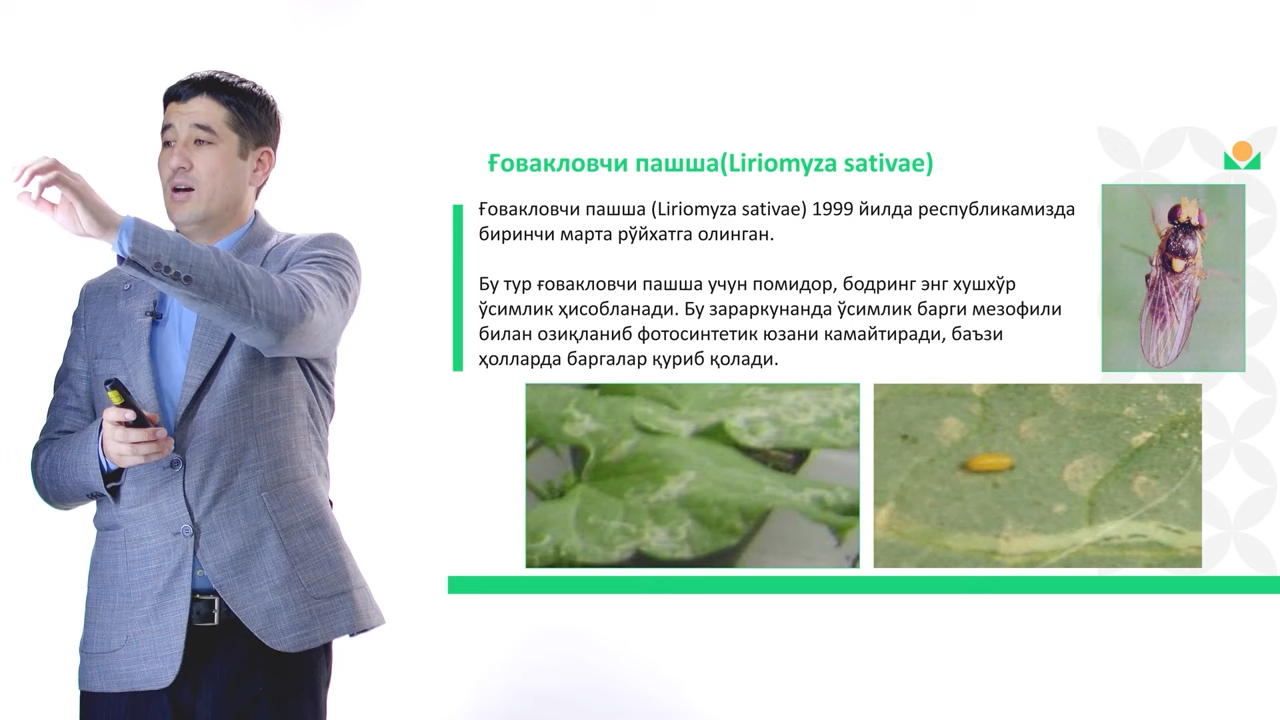 Ғовакловчи пашша(Liriomyza sativae)
Ғовакловчи пашша (Liriomyza sativae) 1999 йилда республикамизда
биринчи марта рўйхатга олинган.
Бу тур ғовакловчи пашша учун помидор, бодринг энг хушхўр
ўсимлик ҳисобланади. Бу зараркунанда ўсимлик барги мезофили
билан озиқланиб фотосинтетик юзани камайтиради, баъзи
ҳолларда баргалар қуриб қолади.